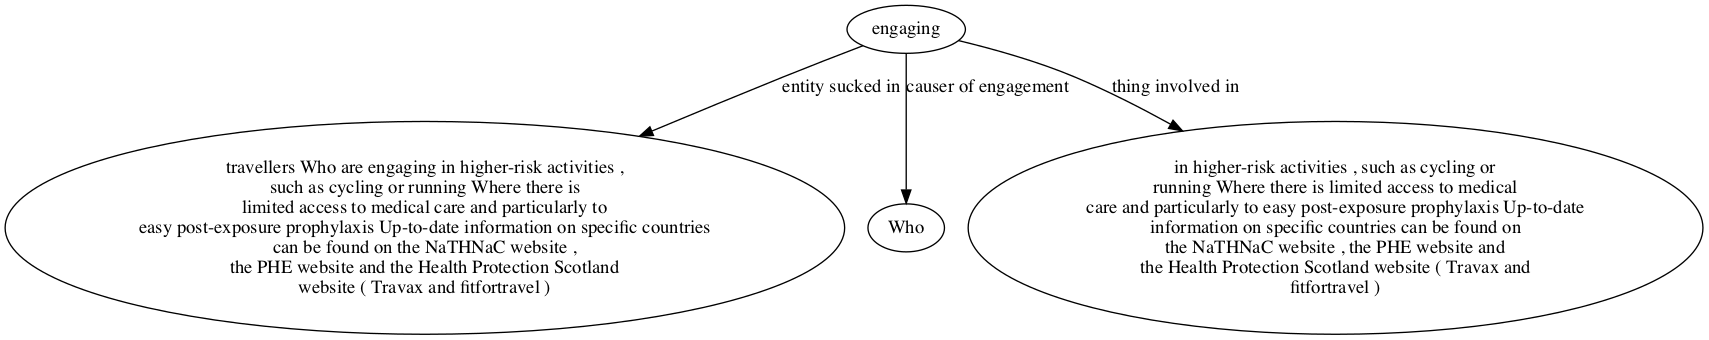 engaging
entity sucked in
causer of engagement
thing involved in
travellers Who are engaging in higher-risk activities ,
such as cycling or running Where there is
limited access to medical care and particularly to
easy post-exposure prophylaxis Up-to-date information on specific countries
can be found on the NaTHNaC website ,
the PHE website and the Health Protection Scotland
website ( Travax and fitfortravel )
Who
in higher-risk activities , such as cycling or
running Where there is limited access to medical
care and particularly to easy post-exposure prophylaxis Up-to-date
information on specific countries can be found on
the NaTHNaC website , the PHE website and
the Health Protection Scotland website ( Travax and
fitfortravel )